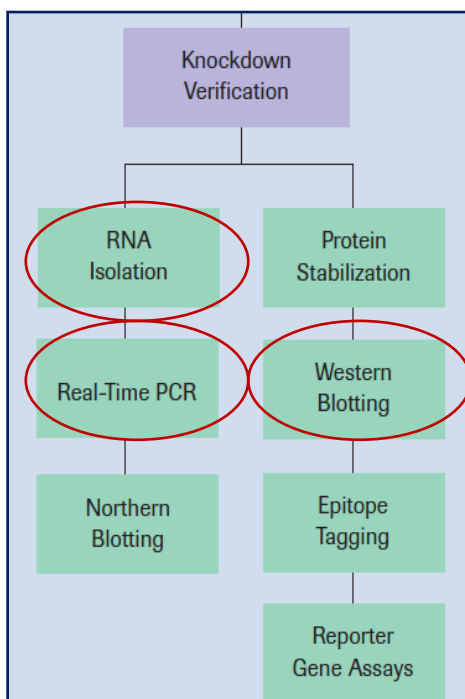 Knockdown
Verification
RNA
Isolation
Protein
Stabilization
Real-Time PCR
Western
Blotting
Northern
Blotting
Epitope
Tagging
Reporter
Gene Assays